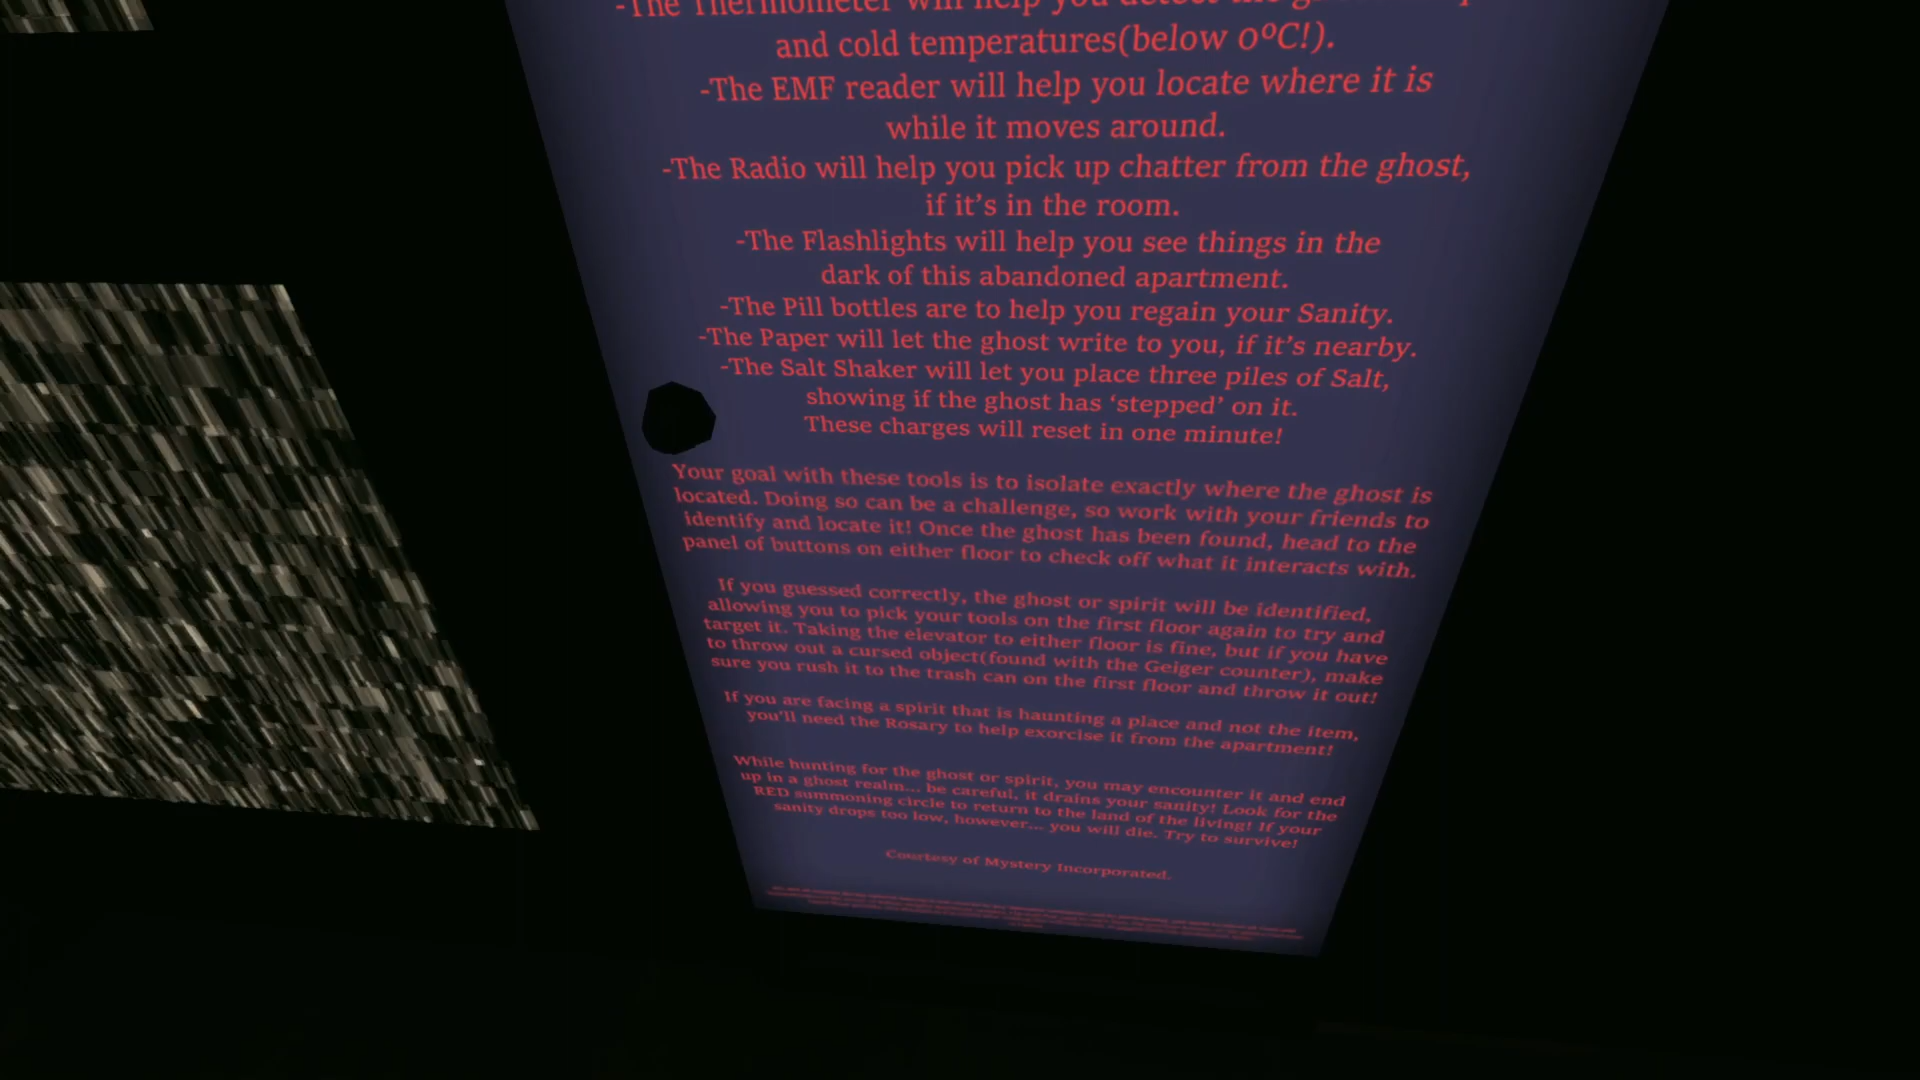 -The Thermometer will help you detect the
and cold temperatures(below 0ºC!).
-The EMF reader will help you locate where it is
while it moves around.
-The Radio will help you pick up chatter from the ghost,
if it’s in the room.
-The Flashlights will help you see things in the
dark of this abandoned apartment.
-The Pill bottles are to help you regain your Sanity.
-The Paper will let the ghost write to you, if it’s nearby.
-The Salt Shaker will let you place three piles of Salt,
showing if the ghost has ‘stepped’ on it.
These charges will reset in one minute!
Your goal with these tools is to isolate exactly where the ghost is
located. Doing so can be a challenge, so work with your friends to
identify and locate it! Once the ghost has been found, head to the
panel of buttons on either floor to check off what it interacts with.
If you guessed correctly, the ghost or spirit will be identified,
allowing you to pick your tools on the first floor again to try and
target it. Taking the elevator to either floor is fine, but if you have
to throw out a cursed object(found with the Geiger counter), make
sure you rush it to the trash can on the first floor and throw it out!
If you are facing a spirit that is haunting a place and not the item,
you’ll need the Rosary to help exorcise it from the apartment!
While hunting for the ghost or spirit, you may encounter it and end
up in a ghost realm... be careful, it drains your sanity! Look for the
RED summoning circle to return to the land of the living! If your
sanity drops too low, however... you will die. Try to survive!
Courtesy of Mystery Incorporated.